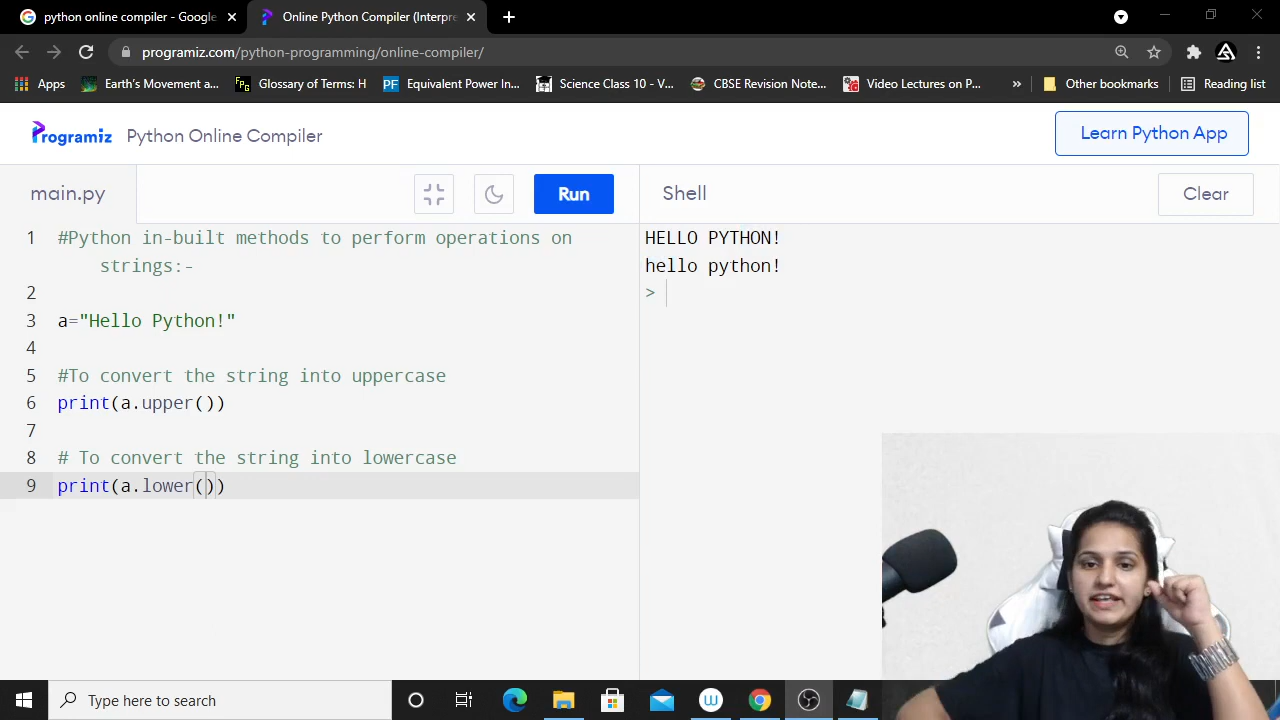 python online compiler - Google
Online Python Compiler (Interpre
programiz.com/python-programming/online-compiler/
Apps
Earth's Movement a...
FPg
Glossary of Terms: H
PF
Equivalent Power In...
Science Class 10 - V...
CBSE Revision Note...
Video Lectures on P...
»
Other bookmarks
Reading list
Programiz
Python Online Compiler
Learn Python App
main.py
Run
Shell
Clear
1 #Python in-built methods to perform operations on
strings:-
2
3 a="Hello Python!"
4
5 #To convert the string into uppercase
6 print(a.upper())
7
8 # To convert the string into lowercase
9 print(a.lower())
HELLO PYTHON!
hello python!
>
Type here to search